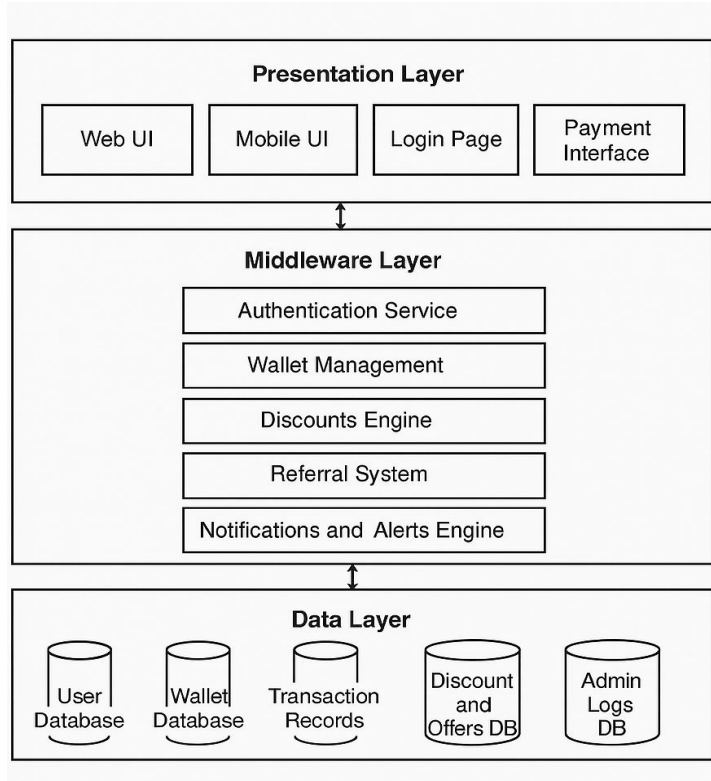 Presentation Layer
Web UI
Mobile UI
Login Page
Payment
Interface
Middleware Layer
Authentication Service
Wallet Management
Discounts Engine
Referral System
Notifications and Alerts Engine
Data Layer
User
Database
Wallet
Database
Transaction
Records
Discount
and
Offers DB
Admin
Logs
DB